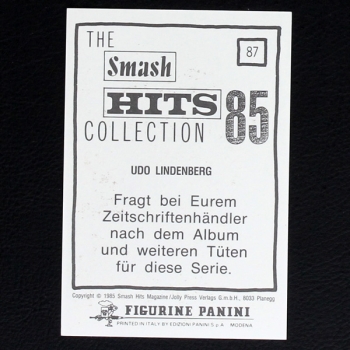 THE
87
Smash
HITS 85
COLLECTION
UDO LINDENBERG
Fragt bei Eurem
Zeitschriftenhändler
nach dem Album
und weiteren Tüten
für diese Serie.
Copyright © 1985 Smash Hits Magazine/Jolly Press Verlags G.m.b.H., 8033 Planegg
FIGURINE PANINI
PRINTED IN ITALY BY EDIZIONI PANINI S.p.A. MODENA